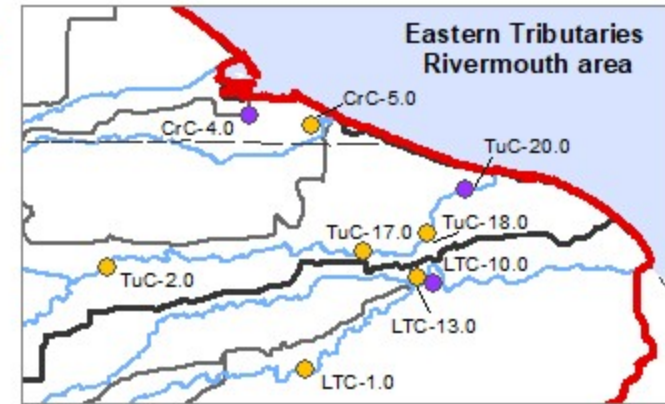 Eastern Tributaries
Rivermouth area
CrC-5.0
CrC-4.0
TuC-20.0
TuC-17.0
TuC-18.0
LTC-10.0
TuC-2.0
LTC-13.0
LTC-1.0